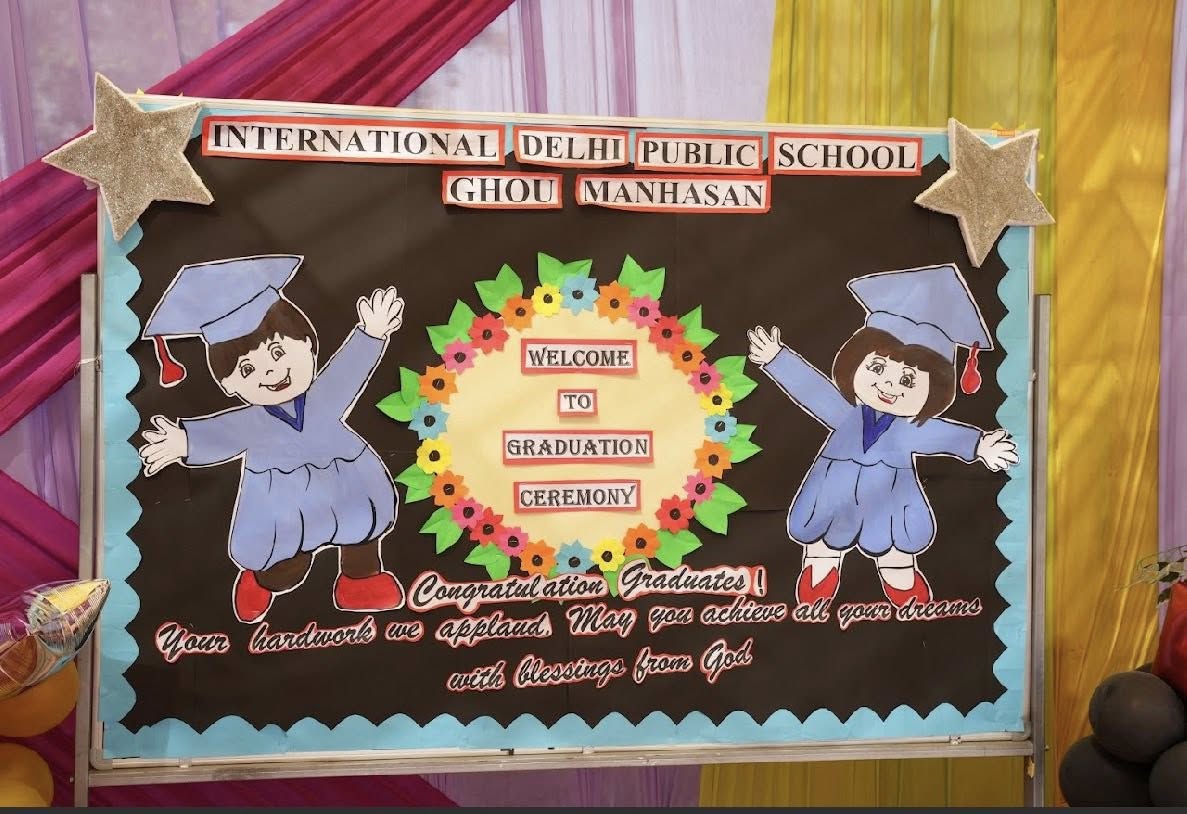 INTERNATIONAL DELHI PUBLIC SCHOOL
GHOU MANHASAN
WELCOME
TO
GRADUATION
CEREMONY
Congratulation Graduates !
Your hardwork we applaud. May you achieve all your dreams
with blessings from God